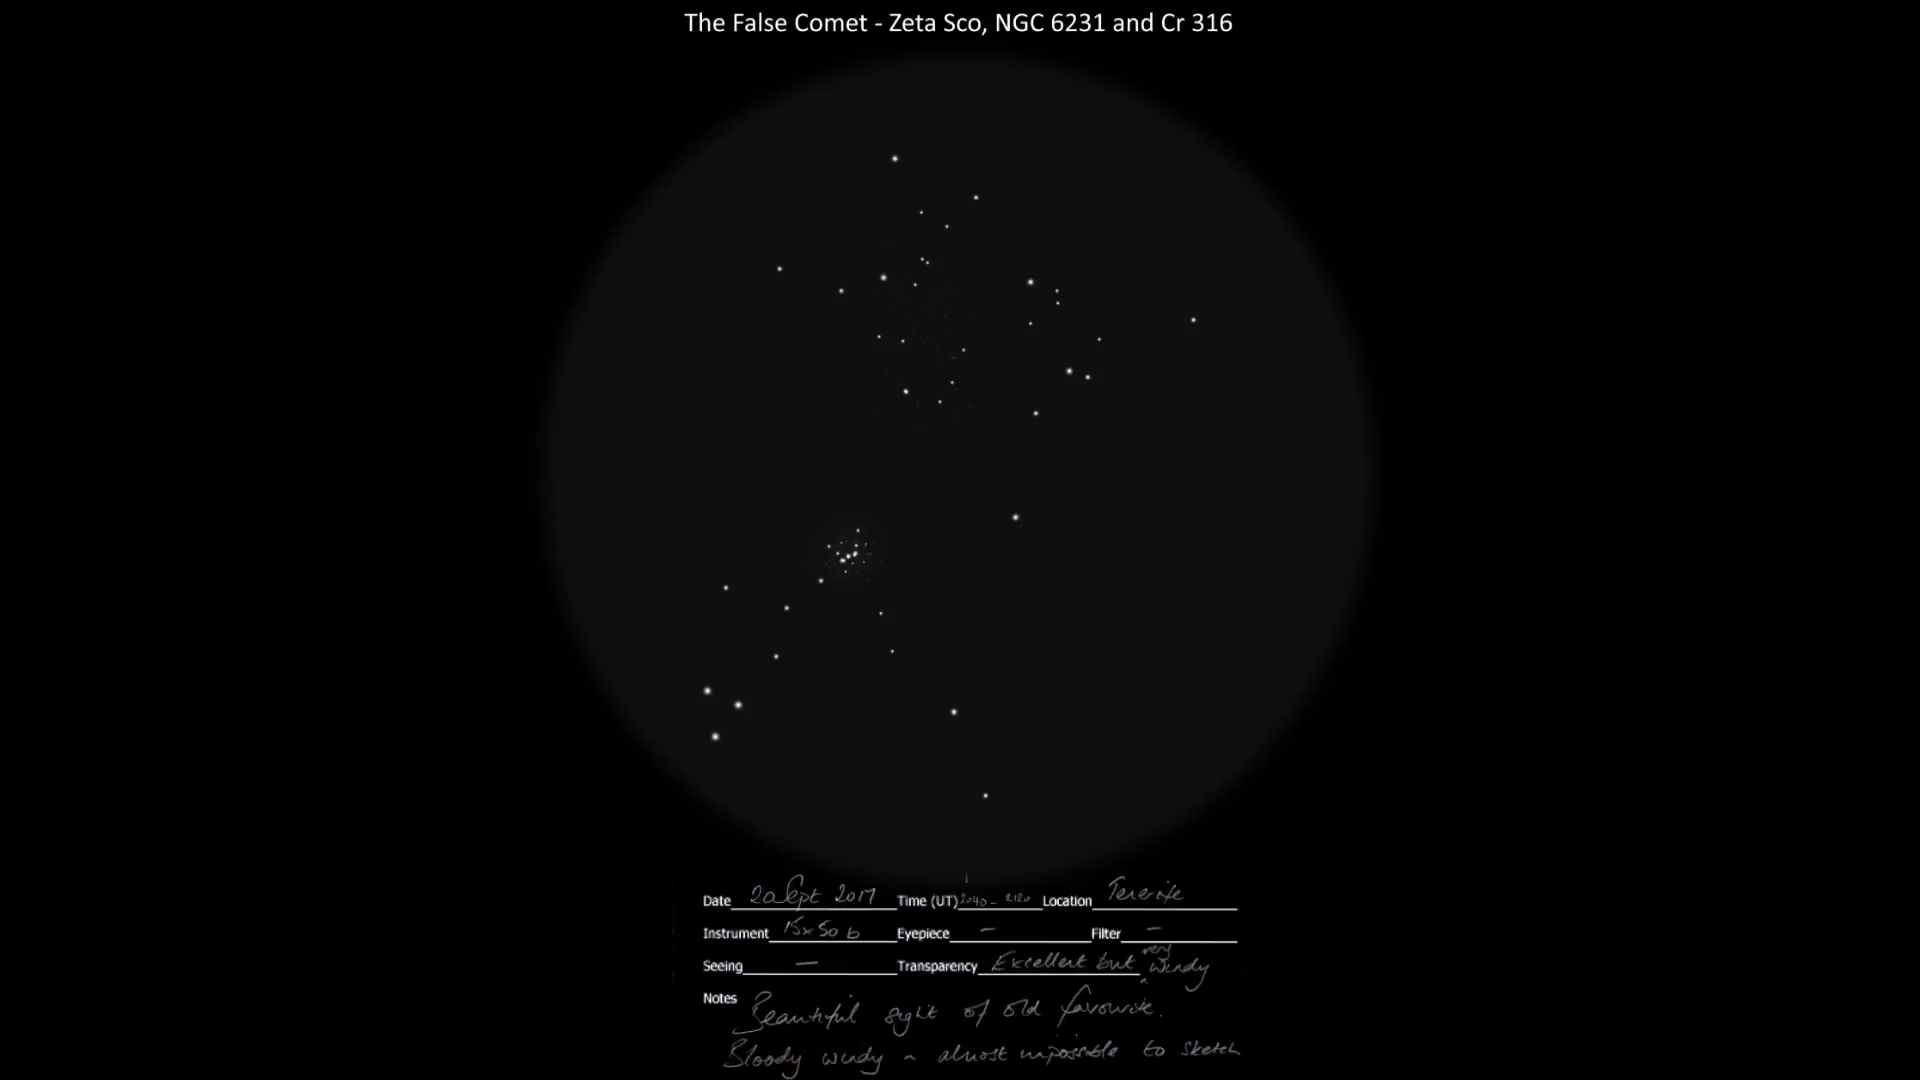 The False Comet - Zeta Sco, NGC 6231 and Cr 316
Date 20 Sept 2017 Time (UT) 2040 - 2120 Location Tenerife
Instrument 15x50 b Eyepiece — Filter —
Seeing — Transparency Excellent but very windy
Notes Beautiful sight of old favourite.
Bloody windy - almost impossible to sketch